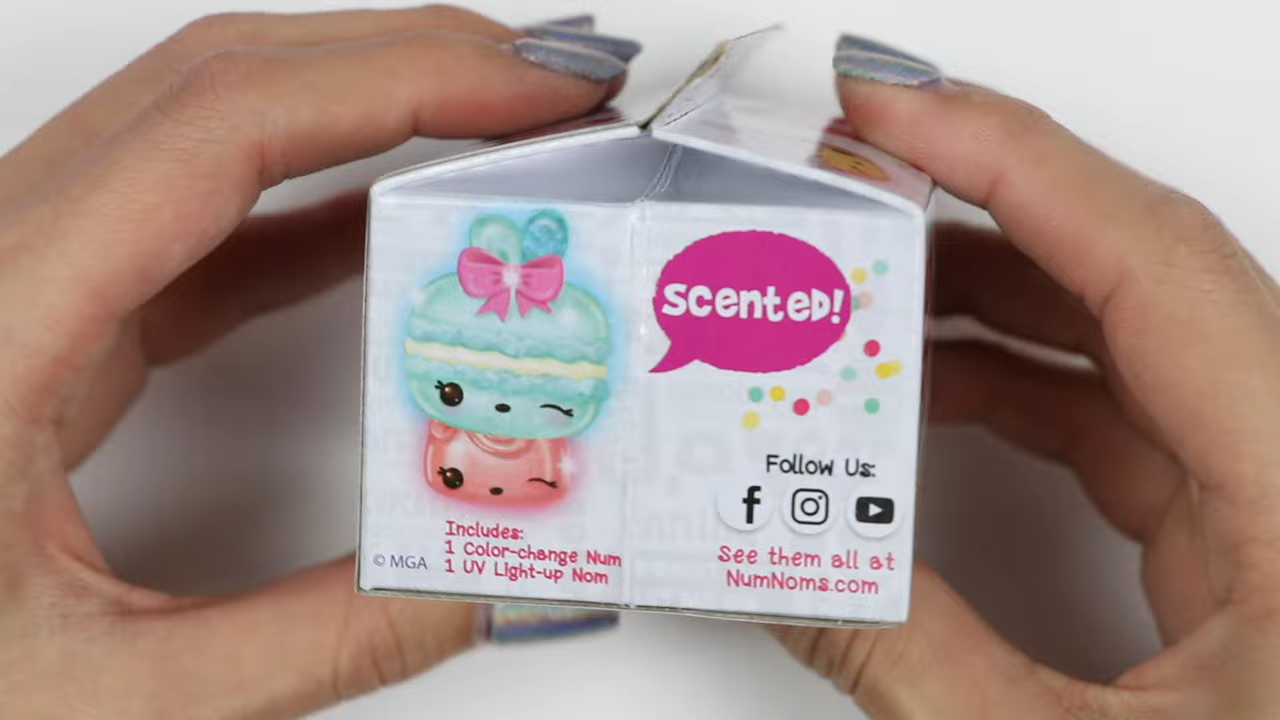 scented!
Follow Us:
See them all at
NumNoms.com
Includes:
1 Color-change Num
1 UV Light-up Nom
© MGA